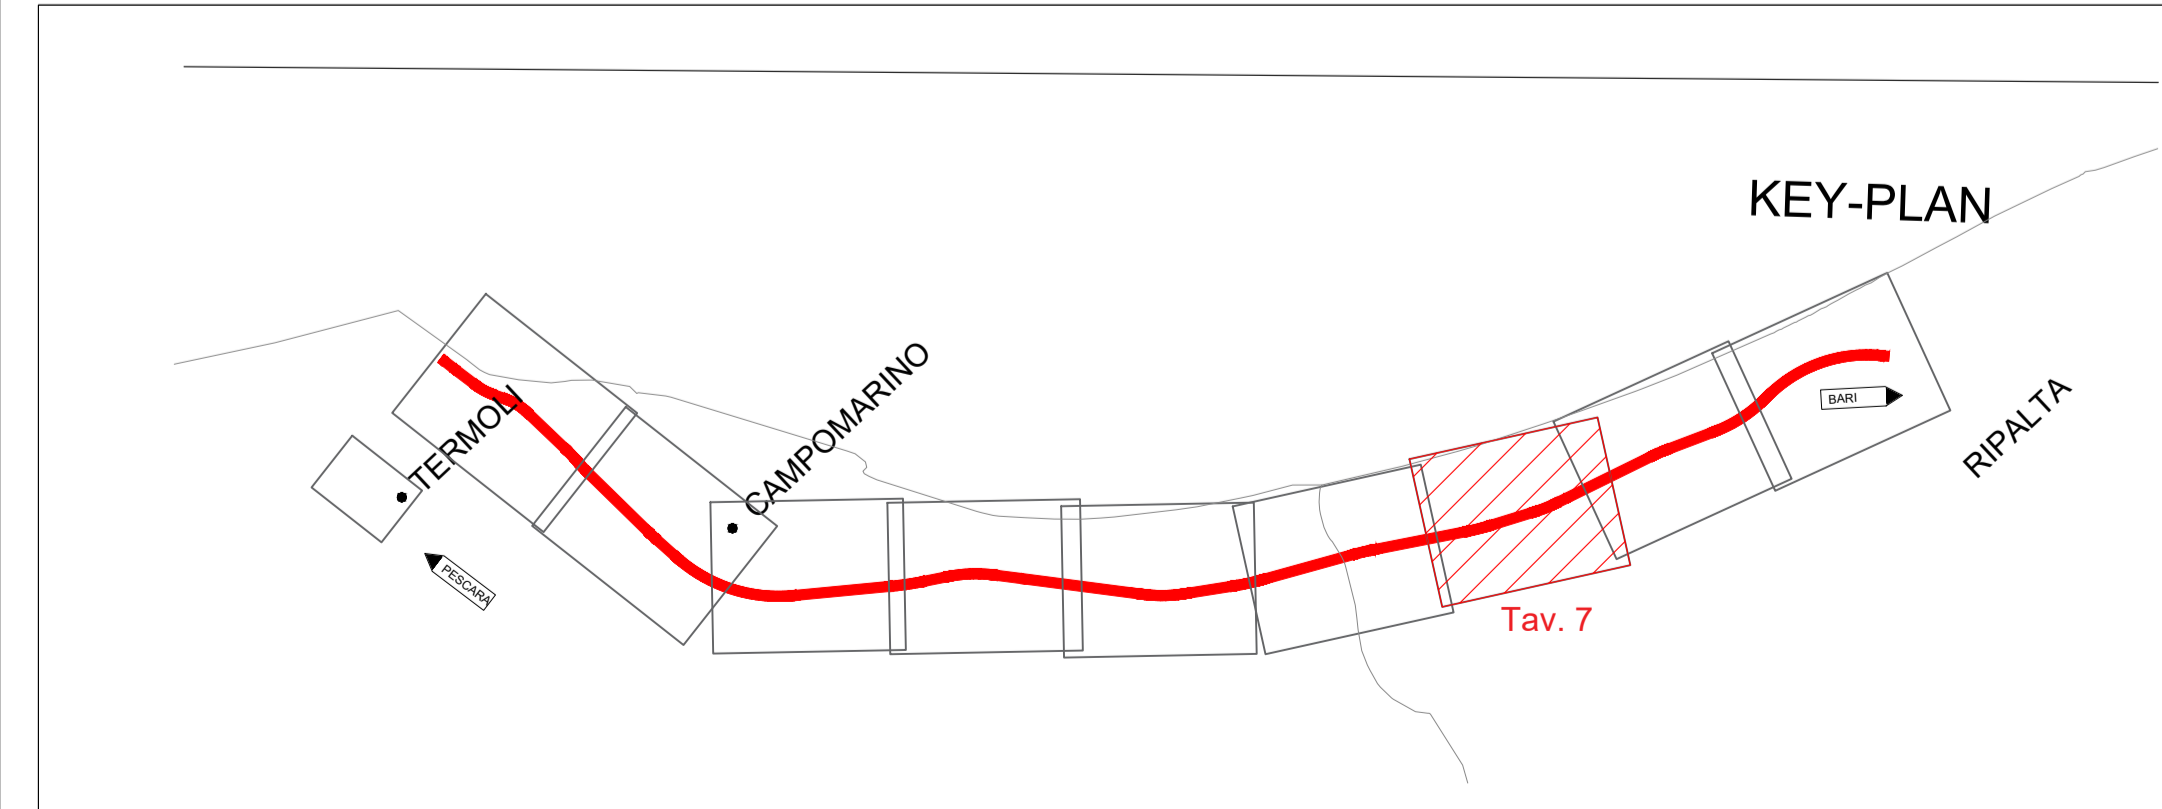 KEY-PLAN
TERMOLI
CAMPOMARINO
PESCARA
BARI
RIPALTA
Tav. 7